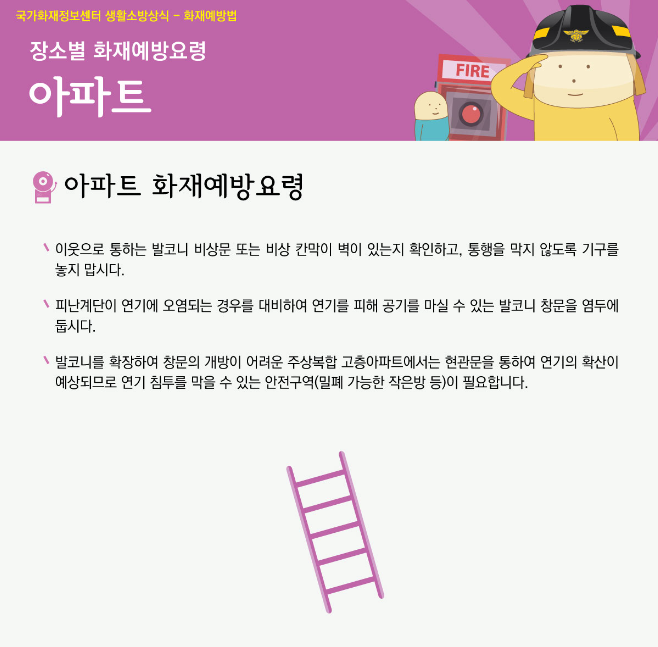 국가화재정보센터 생활소방상식 - 화재예방법
장소별 화재예방요령
아파트
FIRE
아파트 화재예방요령
이웃으로 통하는 발코니 비상문 또는 비상 칸막이 벽이 있는지 확인하고, 통행을 막지 않도록 기구를
놓지 맙시다.
피난계단이 연기에 오염되는 경우를 대비하여 연기를 피해 공기를 마실 수 있는 발코니 창문을 염두에
둡시다.
발코니를 확장하여 창문의 개방이 어려운 주상복합 고층아파트에서는 현관문을 통하여 연기의 확산이
예상되므로 연기 침투를 막을 수 있는 안전구역(밀폐 가능한 작은방 등)이 필요합니다.